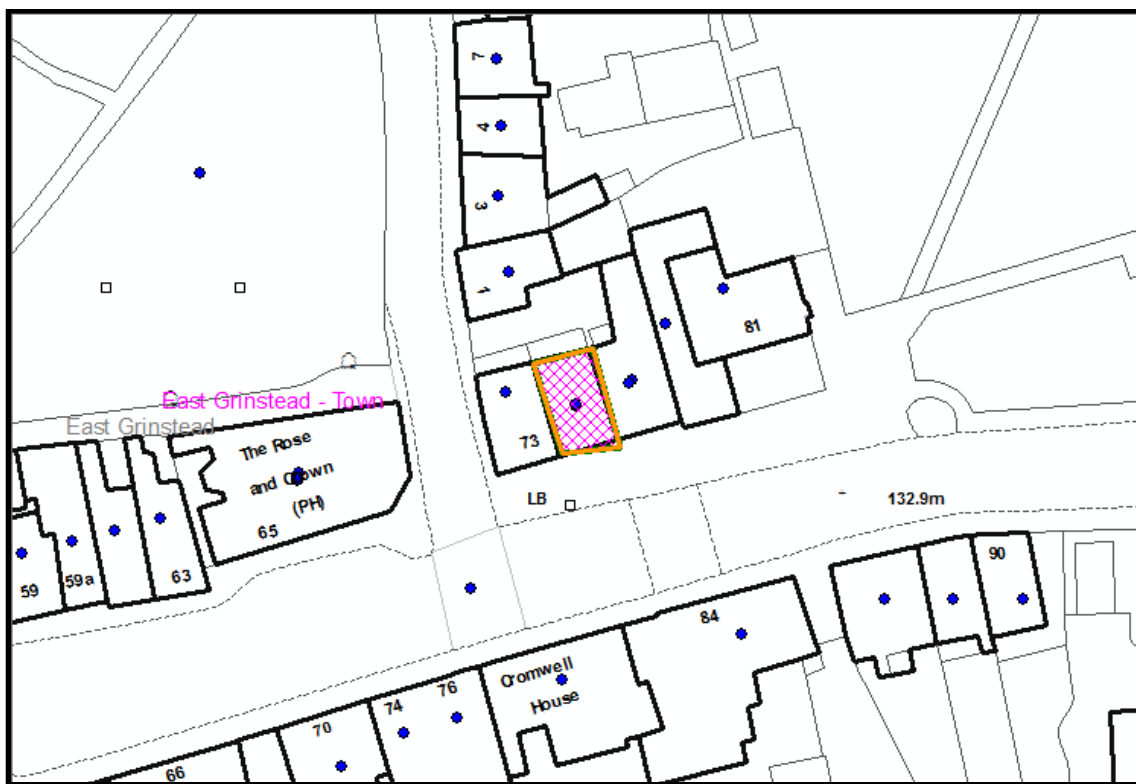 7
4
3
1
81
East Grinstead - Town
East Grinstead
The Rose
and Crown
(PH)
65
73
LB
132.9m
59
59a
63
90
84
Cromwell
House
76
74
70
66